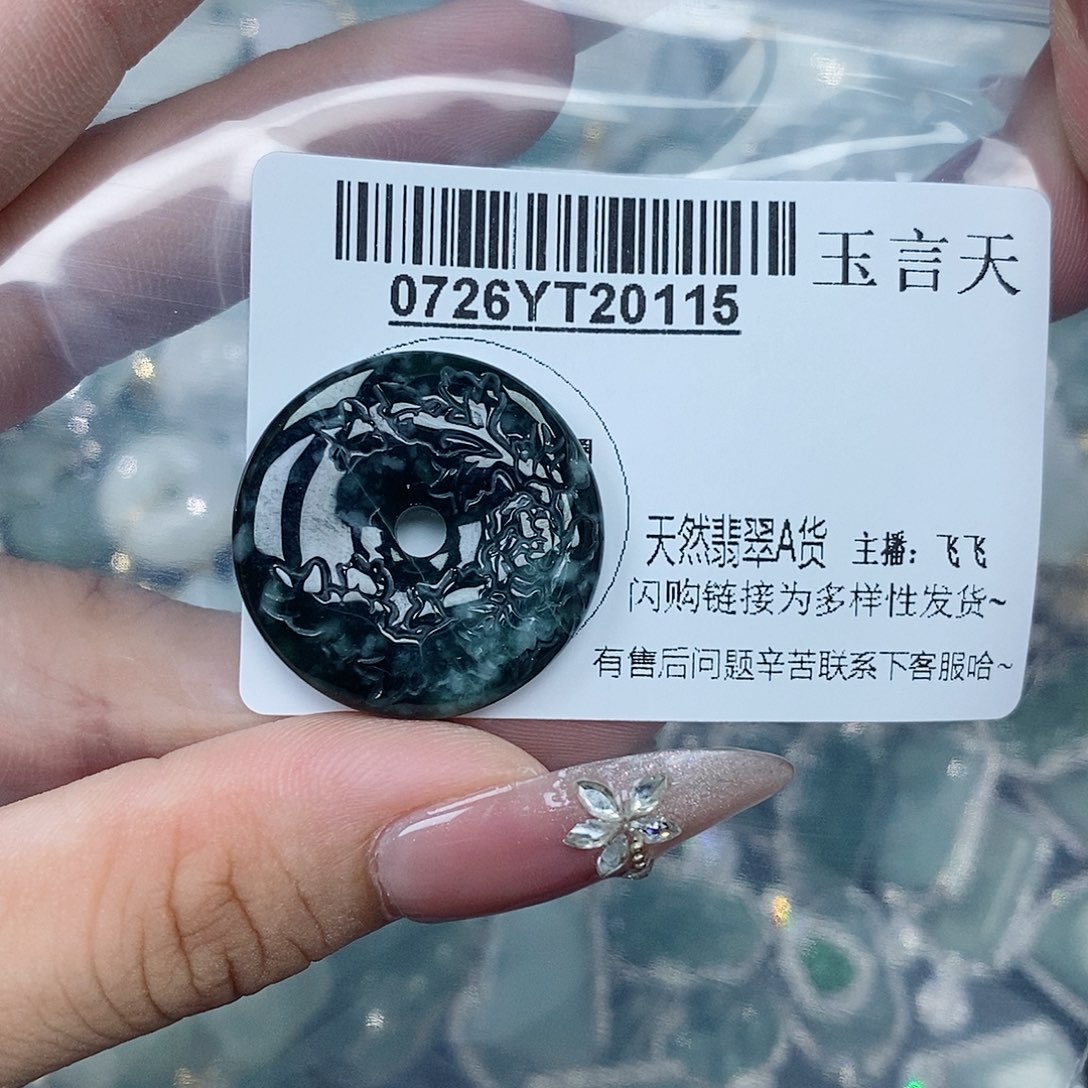 玉言天
0726YT20115
天然翡翠A货 主播：飞飞
闪购链接为多样性发货~
有售后问题辛苦联系下客服哈~